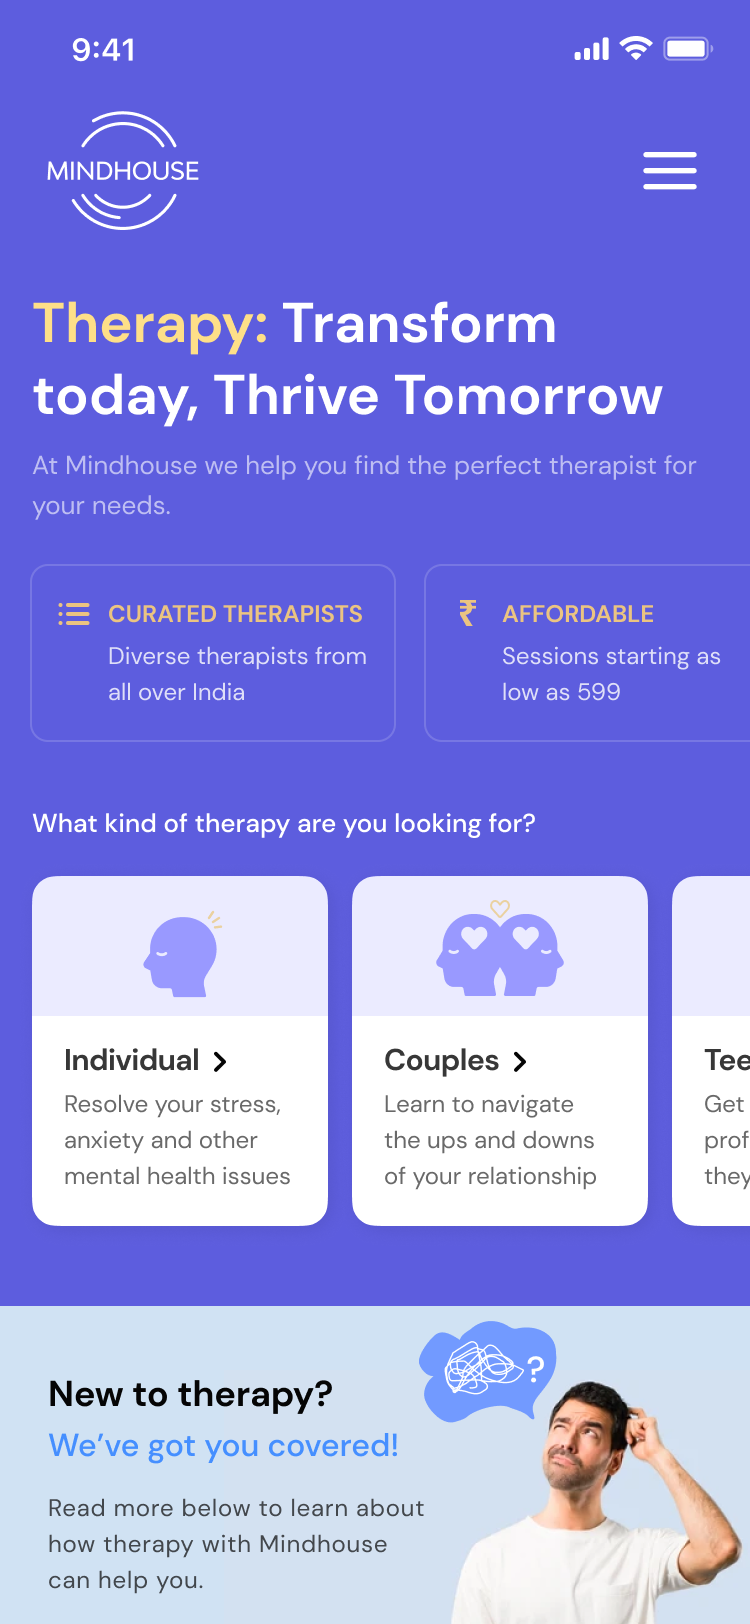 9:41
MINDHOUSE
Therapy: Transform
today, Thrive Tomorrow
At Mindhouse we help you find the perfect therapist for
your needs.
CURATED THERAPISTS
Diverse therapists from
all over India
₹ AFFORDABLE
Sessions starting as
low as 599
What kind of therapy are you looking for?
Individual
Resolve your stress,
anxiety and other
mental health issues
Couples
Learn to navigate
the ups and downs
of your relationship
Tee
Get
prof
they
?
New to therapy?
We’ve got you covered!
Read more below to learn about
how therapy with Mindhouse
can help you.